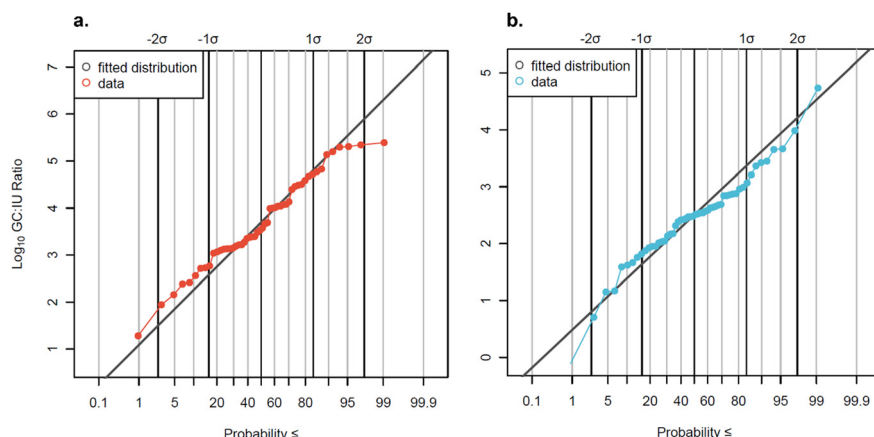 a.
-2σ -1σ 1σ 2σ
fitted distribution
data
7
6
5
4
3
2
1
Log10 GC:IU Ratio
0.1 1 5 20 40 60 80 95 99 99.9
Probability ≤
b.
-2σ -1σ 1σ 2σ
fitted distribution
data
5
4
3
2
1
0
0.1 1 5 20 40 60 80 95 99 99.9
Probability ≤